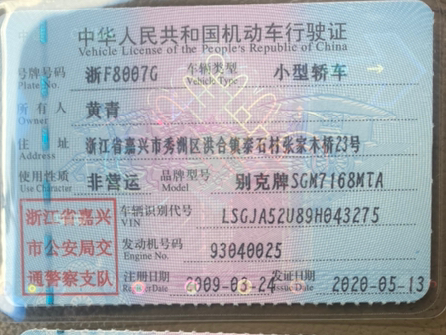 中华人民共和国机动车行驶证
Vehicle License of the People's Republic of China
号牌号码 浙F8007G 车辆类型 小型轿车
Plate No. Vehicle Type
所有人 黄青
Owner
住址 浙江省嘉兴市秀洲区洪合镇泰石村张家木桥23号
Address
使用性质 非营运 品牌型号 别克牌SGM7168MTA
Use Character Model
浙江省嘉兴
市公安局交
通警察支队
车辆识别代号 LSGJA52U89H043275
VIN
发动机号码 93040025
Engine No.
注册日期 2009-03-24 发证日期 2020-05-13
Register Date Issue Date